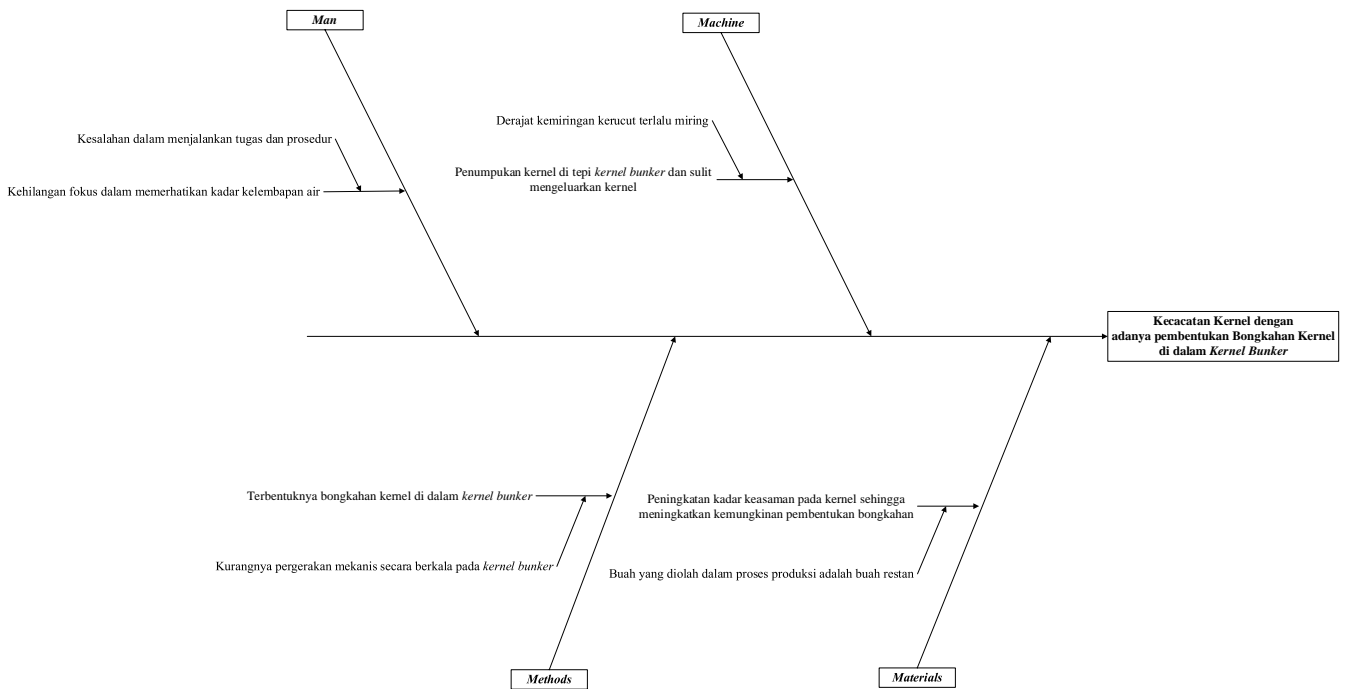 Man
Machine
Kesalahan dalam menjalankan tugas dan prosedur
Kehilangan fokus dalam memerhatikan kadar kelembapan air
Derajat kemiringan kerucut terlalu miring
Penumpukan kernel di tepi kernel bunker dan sulit
mengeluarkan kernel
Kecacatan Kernel dengan
adanya pembentukan Bongkahan Kernel
di dalam Kernel Bunker
Terbentuknya bongkahan kernel di dalam kernel bunker
Kurangnya pergerakan mekanis secara berkala pada kernel bunker
Peningkatan kadar keasaman pada kernel sehingga
meningkatkan kemungkinan pembentukan bongkahan
Buah yang diolah dalam proses produksi adalah buah restan
Methods
Materials